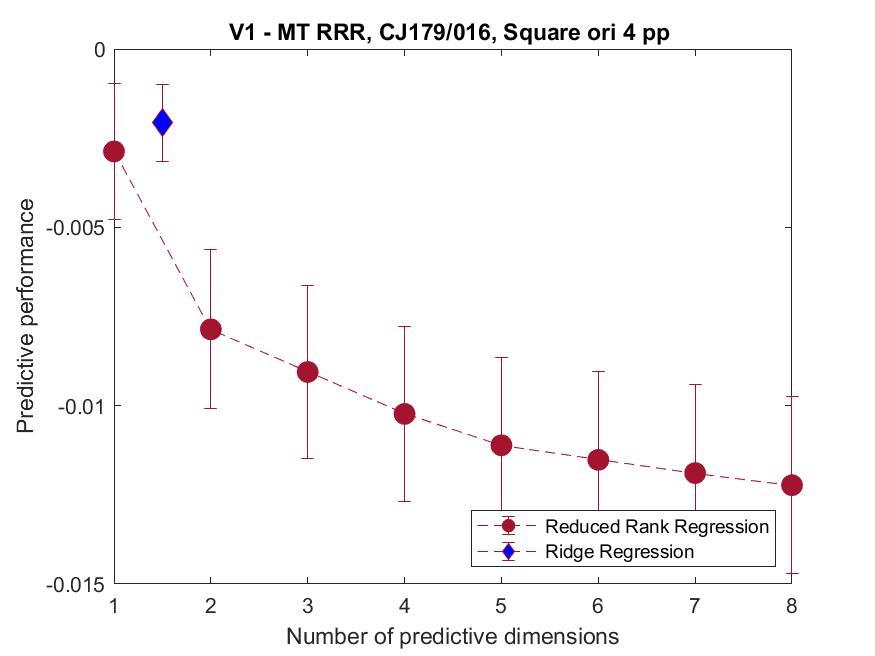 V1 - MT RRR, CJ179/016, Square ori 4 pp
0
-0.005
-0.01
-0.015
Predictive performance
1 2 3 4 5 6 7 8
Number of predictive dimensions
Reduced Rank Regression
Ridge Regression